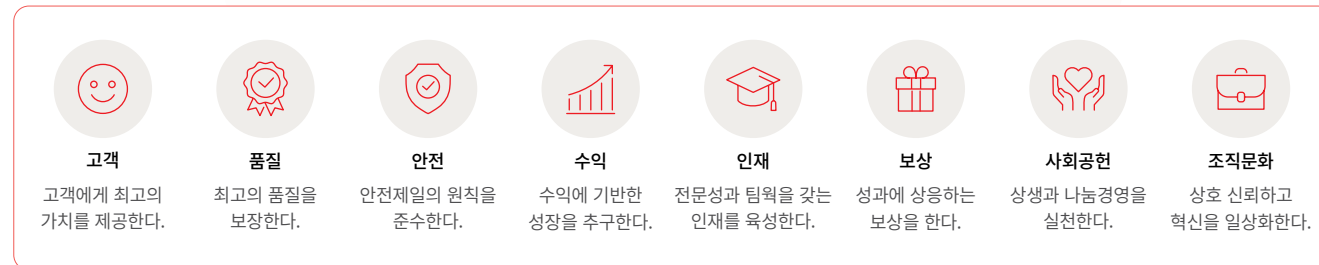 고객
고객에게 최고의
가치를 제공한다.
품질
최고의 품질을
보장한다.
안전
안전제일의 원칙을
준수한다.
수익
수익에 기반한
성장을 추구한다.
인재
전문성과 팀웍을 갖는
인재를 육성한다.
보상
성과에 상응하는
보상을 한다.
사회공헌
상생과 나눔경영을
실천한다.
조직문화
상호 신뢰하고
혁신을 일상화한다.